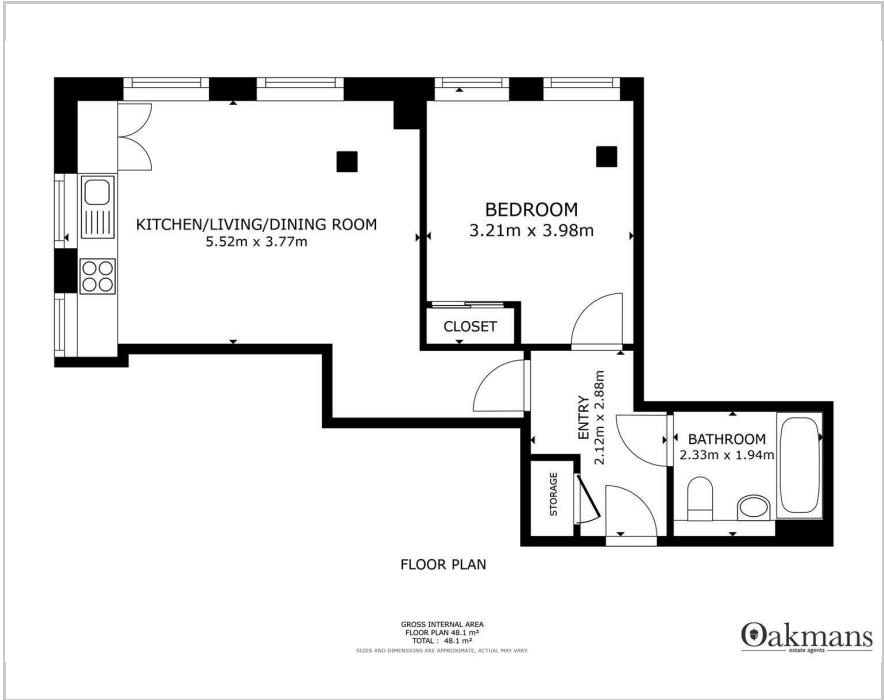 KITCHEN/LIVING/DINING ROOM
5.52m x 3.77m
BEDROOM
3.21m x 3.98m
CLOSET
ENTRY
2.12m x 2.88m
BATHROOM
2.33m x 1.94m
STORAGE
FLOOR PLAN
GROSS INTERNAL AREA
FLOOR PLAN 48.1 m²
TOTAL : 48.1 m²
SIZES AND DIMENSIONS ARE APPROXIMATE, ACTUAL MAY VARY.
Oakmans
estate agents